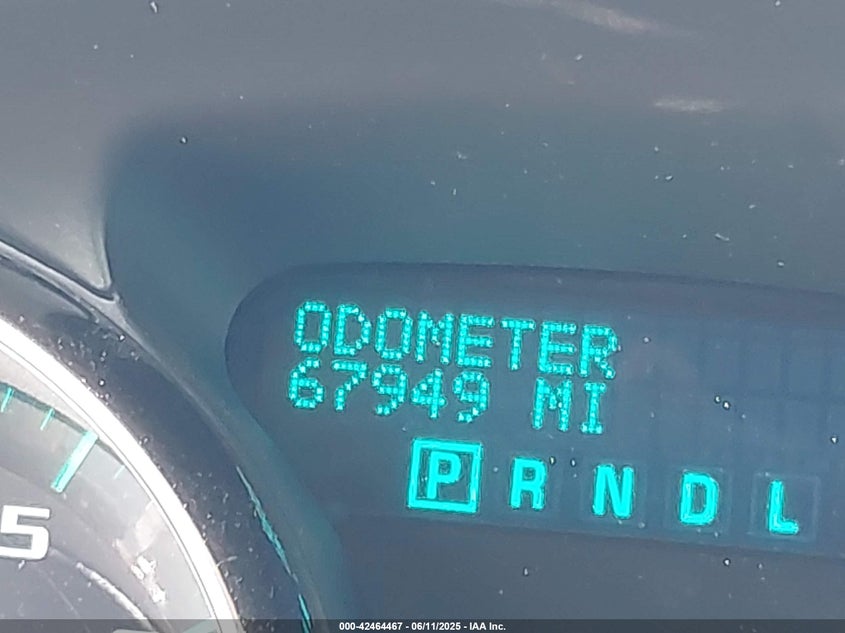 ODOMETER
67949 MI
P R N D L
5
000-42464467 - 06/11/2025 - IAA Inc.